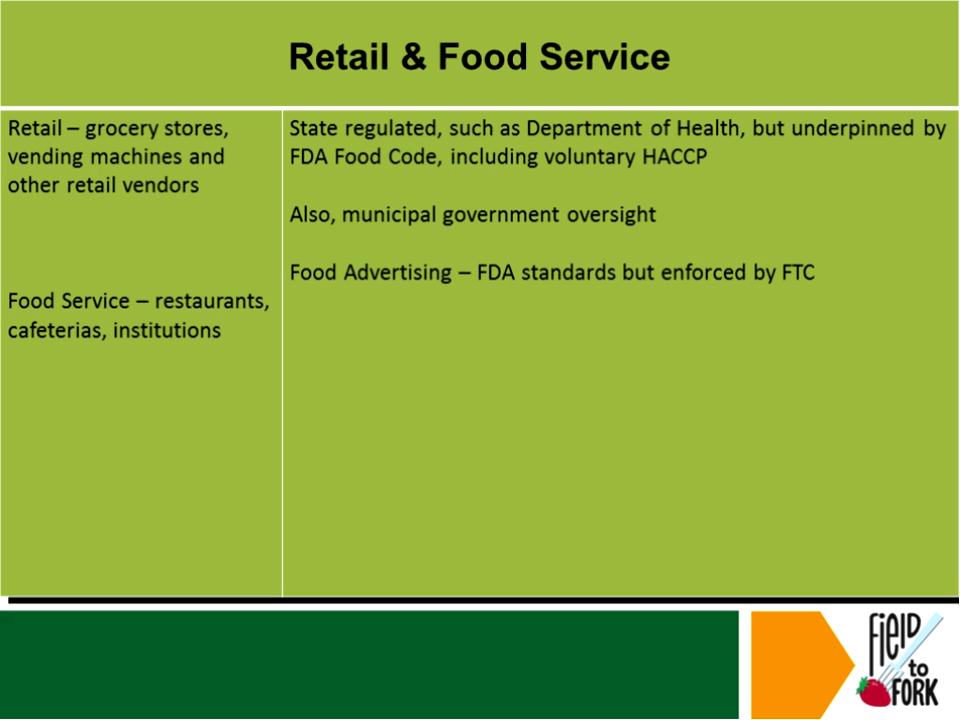 Retail & Food Service
Retail – grocery stores,
vending machines and
other retail vendors
Food Service – restaurants,
cafeterias, institutions
State regulated, such as Department of Health, but underpinned by
FDA Food Code, including voluntary HACCP
Also, municipal government oversight
Food Advertising – FDA standards but enforced by FTC
FiELD
to
FORK